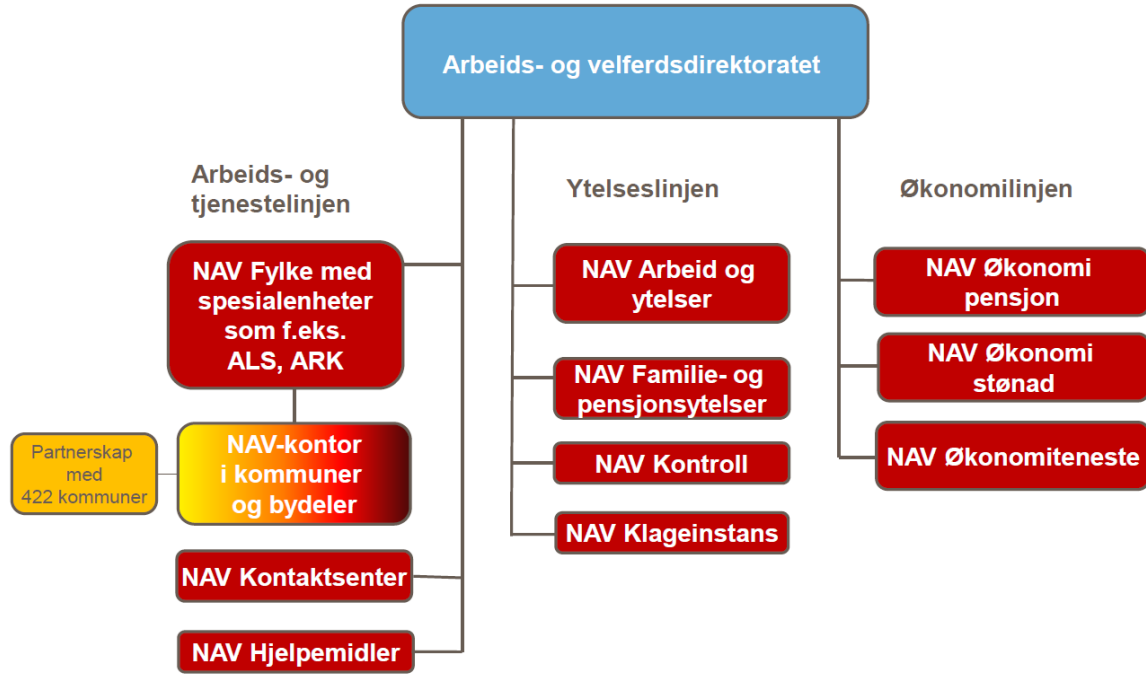 Arbeids- og velferdsdirektoratet
Arbeids- og
tjenestelinjen
NAV Fylke med
spesialenheter
som f.eks.
ALS, ARK
Partnerskap
med
422 kommuner
NAV-kontor
i kommuner
og bydeler
NAV Kontaktsenter
NAV Hjelpemidler
Ytelseslinjen
NAV Arbeid og
ytelser
NAV Familie- og
pensjonsytelser
NAV Kontroll
NAV Klageinstans
Økonomilinjen
NAV Økonomi
pensjon
NAV Økonomi
stønad
NAV Økonomiteneste